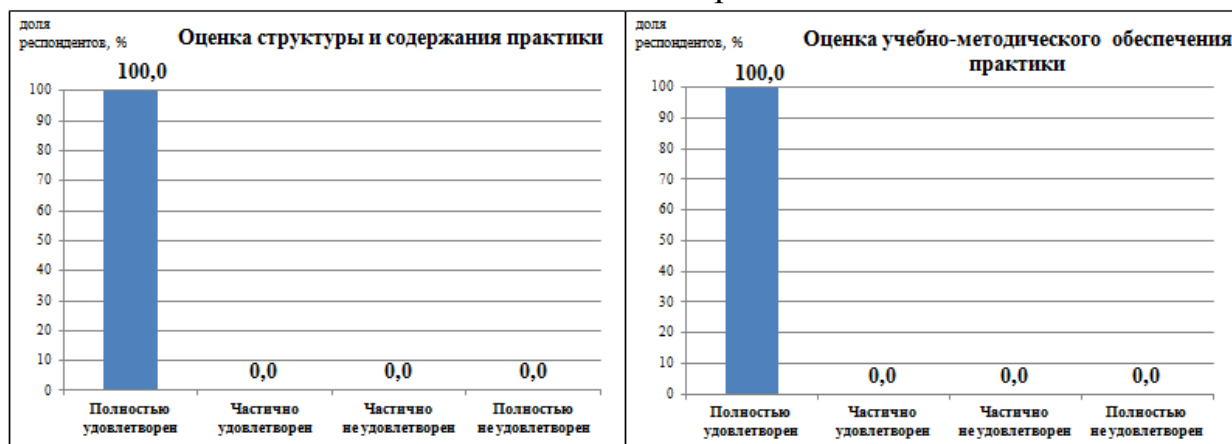 доля
респондентов, %
Оценка структуры и содержания практики
100,0
100
90
80
70
60
50
40
30
20
10
0
0,0 0,0 0,0
Полностью удовлетворен
Частично удовлетворен
Частично не удовлетворен
Полностью не удовлетворен
доля
респондентов, %
Оценка учебно-методического обеспечения
практики
100,0
100
90
80
70
60
50
40
30
20
10
0
0,0 0,0 0,0
Полностью удовлетворен
Частично удовлетворен
Частично не удовлетворен
Полностью не удовлетворен